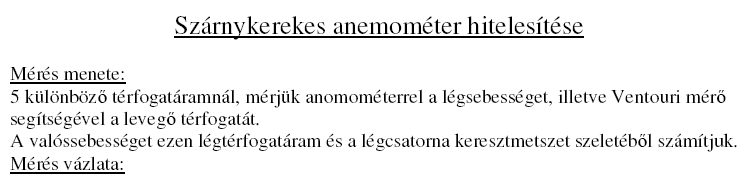 Szárnykerekes anemométer hitelesítése
Mérés menete:
5 különböző térfogatáramnál, mérjük anomométerrel a légsebességet, illetve Ventouri mérő
segítségével a levegő térfogatát.
A valóssebességet ezen légtérfogatáram és a légcsatorna keresztmetszet szeletéből számítjuk.
Mérés vázlata: